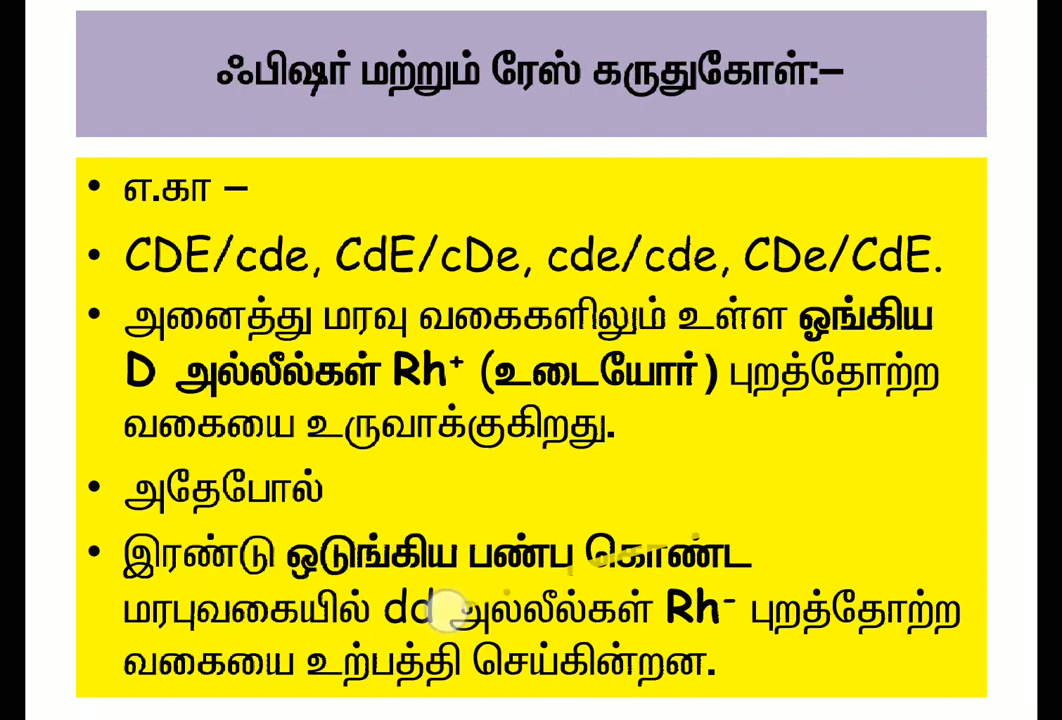 ஃபிஷர் மற்றும் ரேஸ் கருதுகோள்:–
• எ.கா –
• CDE/cde, CdE/cDe, cde/cde, CDe/CdE.
• அனைத்து மரவு வகைகளிலும் உள்ள ஓங்கிய
D அல்லீல்கள் Rh⁺ (உடையோர்) புறத்தோற்ற
வகையை உருவாக்குகிறது.
• அதேபோல்
• இரண்டு ஒடுங்கிய பண்பு கொண்ட
மரபுவகையில் dd அல்லீல்கள் Rh⁻ புறத்தோற்ற
வகையை உற்பத்தி செய்கின்றன.